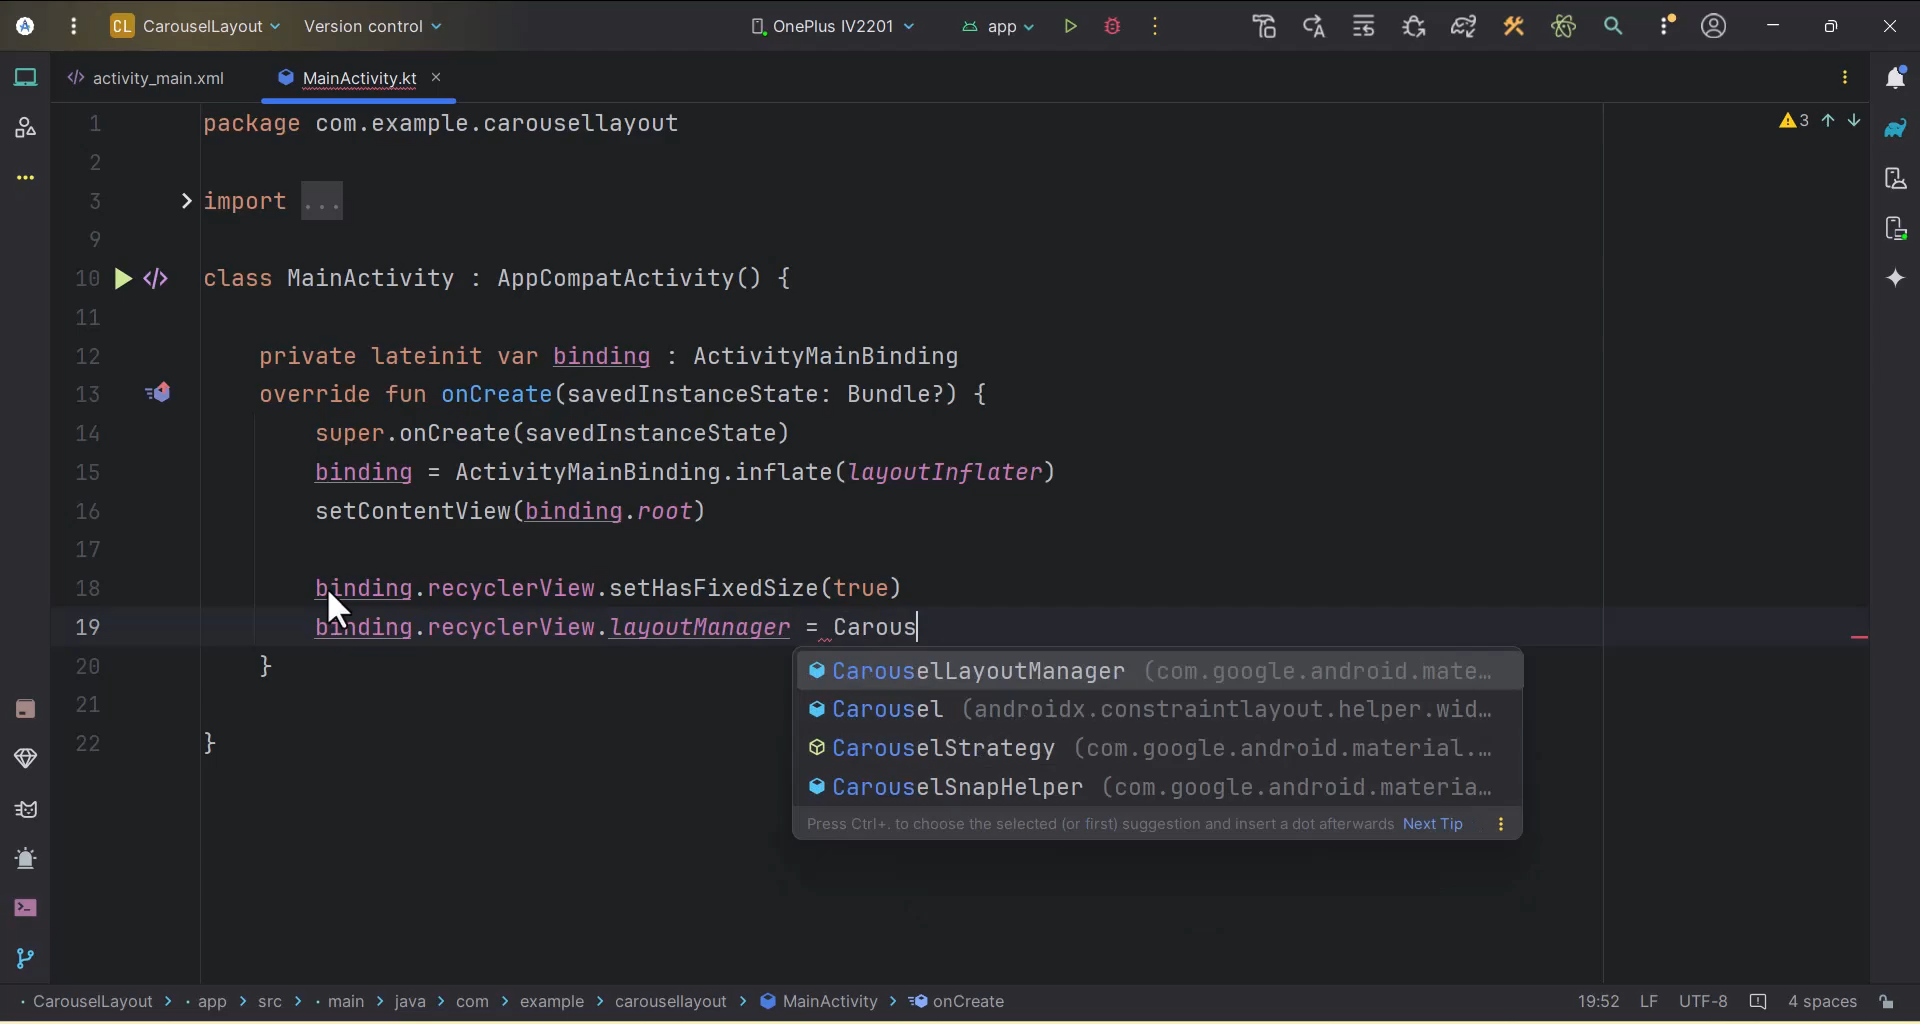 CL CarouselLayout Version control OnePlus IV2201 app
activity_main.xml MainActivity.kt
1 package com.example.carousellayout 3
2
3 import ...
9
10 class MainActivity : AppCompatActivity() {
11
12 private lateinit var binding : ActivityMainBinding
13 override fun onCreate(savedInstanceState: Bundle?) {
14 super.onCreate(savedInstanceState)
15 binding = ActivityMainBinding.inflate(layoutInflater)
16 setContentView(binding.root)
17
18 binding.recyclerView.setHasFixedSize(true)
19 binding.recyclerView.layoutManager = Carous
20 }
21
22 }
CarouselLayoutManager (com.google.android.mate...
Carousel (androidx.constraintlayout.helper.wid...
CarouselStrategy (com.google.android.material....
CarouselSnapHelper (com.google.android.materia...
Press Ctrl+. to choose the selected (or first) suggestion and insert a dot afterwards Next Tip
CarouselLayout > app > src > main > java > com > example > carousellayout > MainActivity > onCreate 19:52 LF UTF-8 4 spaces